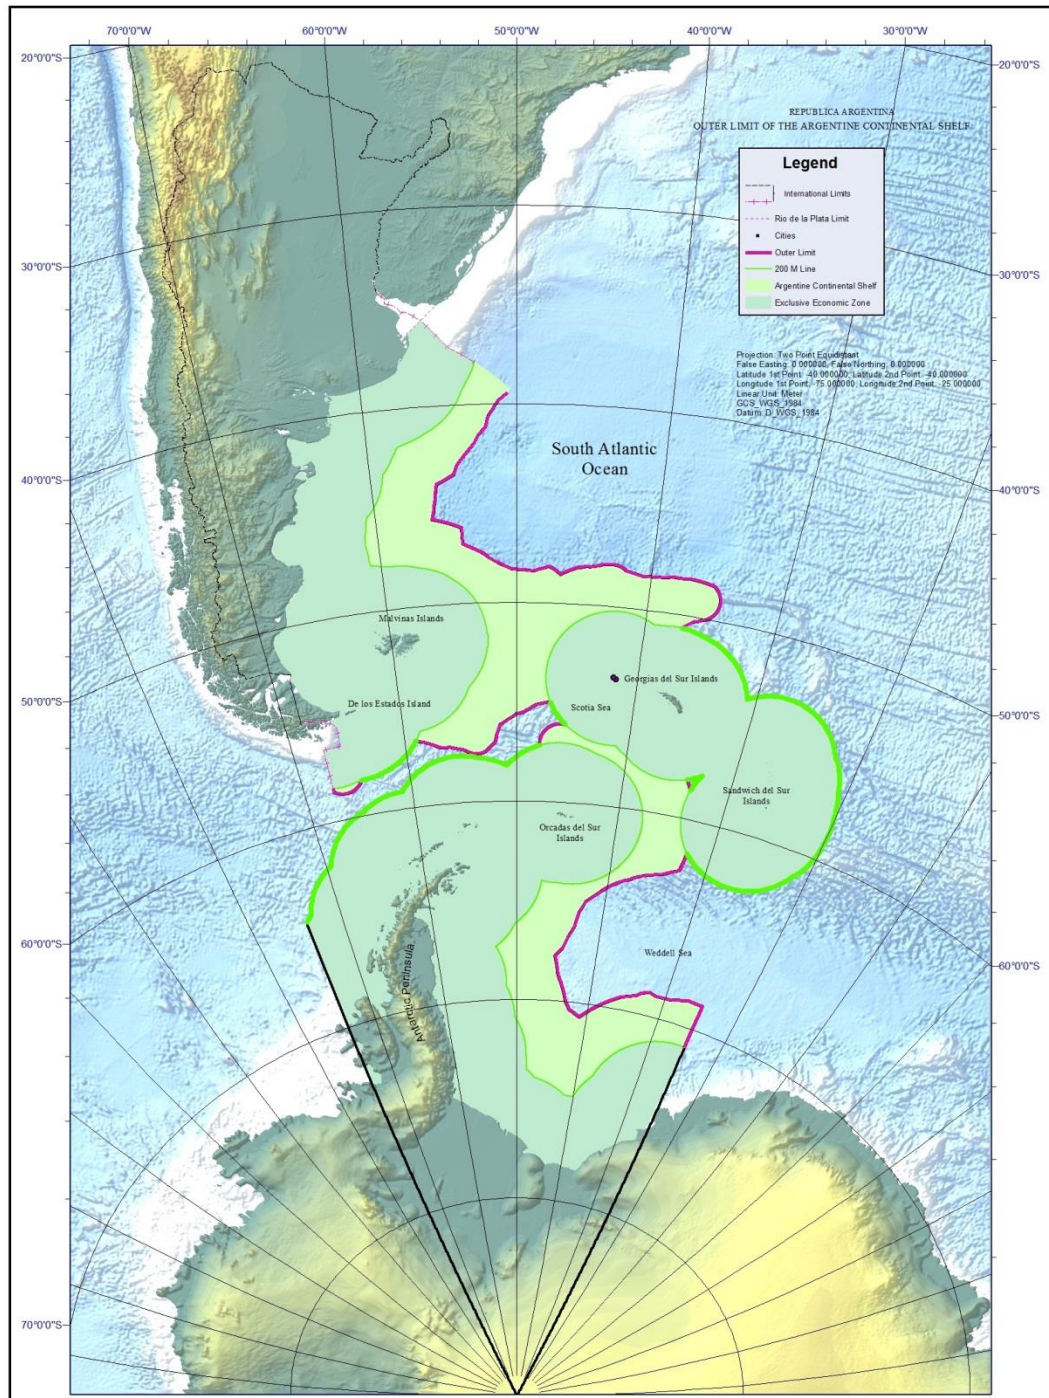 70°0'0"W
60°0'0"W
50°0'0"W
40°0'0"W
30°0'0"W
20°0'0"S
20°0'0"S
REPUBLICA ARGENTINA
OUTER LIMIT OF THE ARGENTINE CONTINENTAL SHELF
Legend
International Limits
Rio de la Plata Limit
Cities
Outer Limit
200 M Line
Argentine Continental Shelf
Exclusive Economic Zone
30°0'0"S
30°0'0"S
Projection: Two Point Equidistant
False Easting: 0.000000, False Northing: 0.000000
Latitude 1st Point: -40.000000, Latitude 2nd Point: -40.000000
Longitude 1st Point: -75.000000, Longitude 2nd Point: -25.000000
Linear Unit: Meter
GCS_WGS_1984
Datum: D_WGS_1984
South Atlantic
Ocean
40°0'0"S
40°0'0"S
Malvinas Islands
Georgias del Sur Islands
De los Estados Island
Scotia Sea
50°0'0"S
50°0'0"S
Sandwich del Sur
Islands
Orcadas del Sur
Islands
60°0'0"S
60°0'0"S
Weddell Sea
Antarctic Peninsula
70°0'0"S